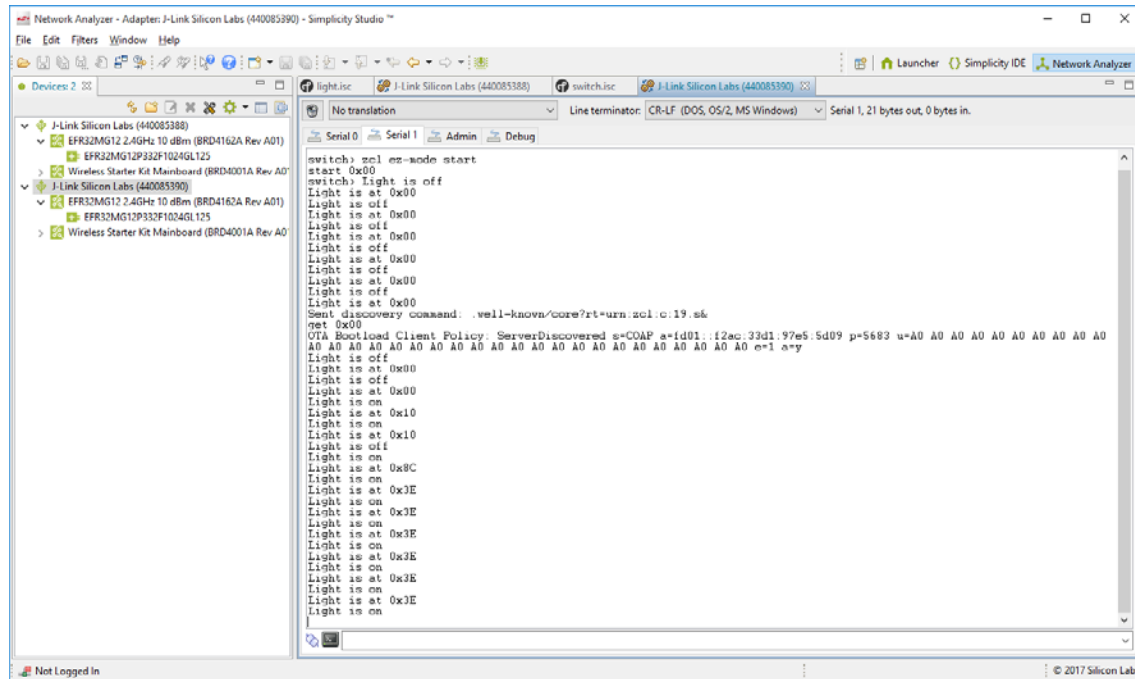 Network Analyzer - Adapter: J-Link Silicon Labs (440085390) - Simplicity Studio ™
File Edit Filters Window Help
Launcher {} Simplicity IDE Network Analyzer
Devices: 2
light.isc J-Link Silicon Labs (440085388) switch.isc J-Link Silicon Labs (440085390)
No translation Line terminator: CR-LF (DOS, OS/2, MS Windows) Serial 1, 21 bytes out, 0 bytes in.
Serial 0 Serial 1 Admin Debug
J-Link Silicon Labs (440085388)
EFR32MG12 2.4GHz 10 dBm (BRD4162A Rev A01)
EFR32MG12P332F1024GL125
Wireless Starter Kit Mainboard (BRD4001A Rev A0
J-Link Silicon Labs (440085390)
EFR32MG12 2.4GHz 10 dBm (BRD4162A Rev A01)
EFR32MG12P332F1024GL125
Wireless Starter Kit Mainboard (BRD4001A Rev A0
switch> zcl ez-mode start
start 0x00
switch> Light is off
Light is at 0x00
Light is off
Light is at 0x00
Light is off
Light is at 0x00
Light is off
Light is at 0x00
Light is off
Light is at 0x00
Light is off
Light is at 0x00
Sent discovery command: .well-known/core?rt=urn:zcl:c:19.s&
get 0x00
OTA Bootload Client Policy: ServerDiscovered s=COAP a=fd01::f2ac:33d1:97e5:5d09 p=5683 u=A0 A0 A0 A0 A0 A0 A0 A0 A0 A0
A0 A0 A0 A0 A0 A0 A0 A0 A0 A0 A0 A0 A0 A0 A0 A0 A0 A0 A0 A0 A0 A0 e=1 a=y
Light is off
Light is at 0x00
Light is off
Light is at 0x00
Light is on
Light is at 0x10
Light is on
Light is at 0x10
Light is off
Light is on
Light is at 0x8C
Light is on
Light is at 0x3E
Light is on
Light is at 0x3E
Light is on
Light is at 0x3E
Light is on
Light is at 0x3E
Light is on
Light is at 0x3E
Light is on
Light is at 0x3E
Light is on
Not Logged In
© 2017 Silicon Lab